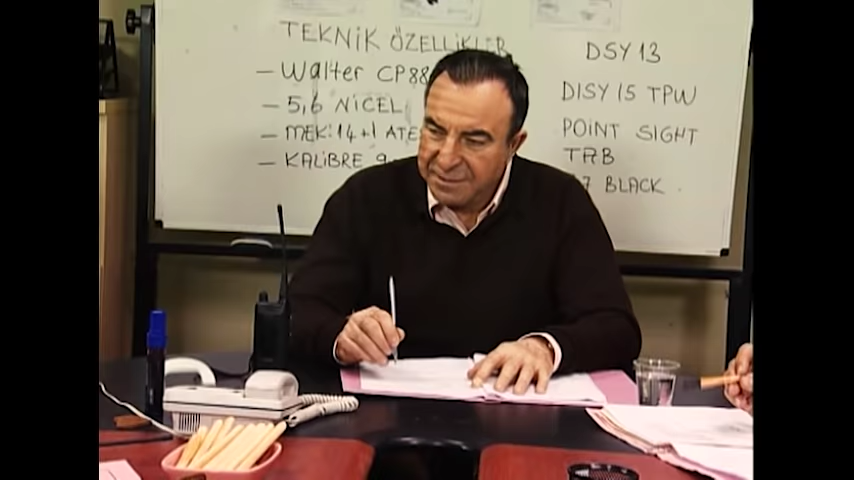 TEKNİK ÖZELLİKLER
- Walter CP88
- 5,6 NİCEL
- MEK: 14+1 ATE
- KALİBRE 9
DSY 13
DISY 15 TPW
POINT SIGHT
TAB
BLACK